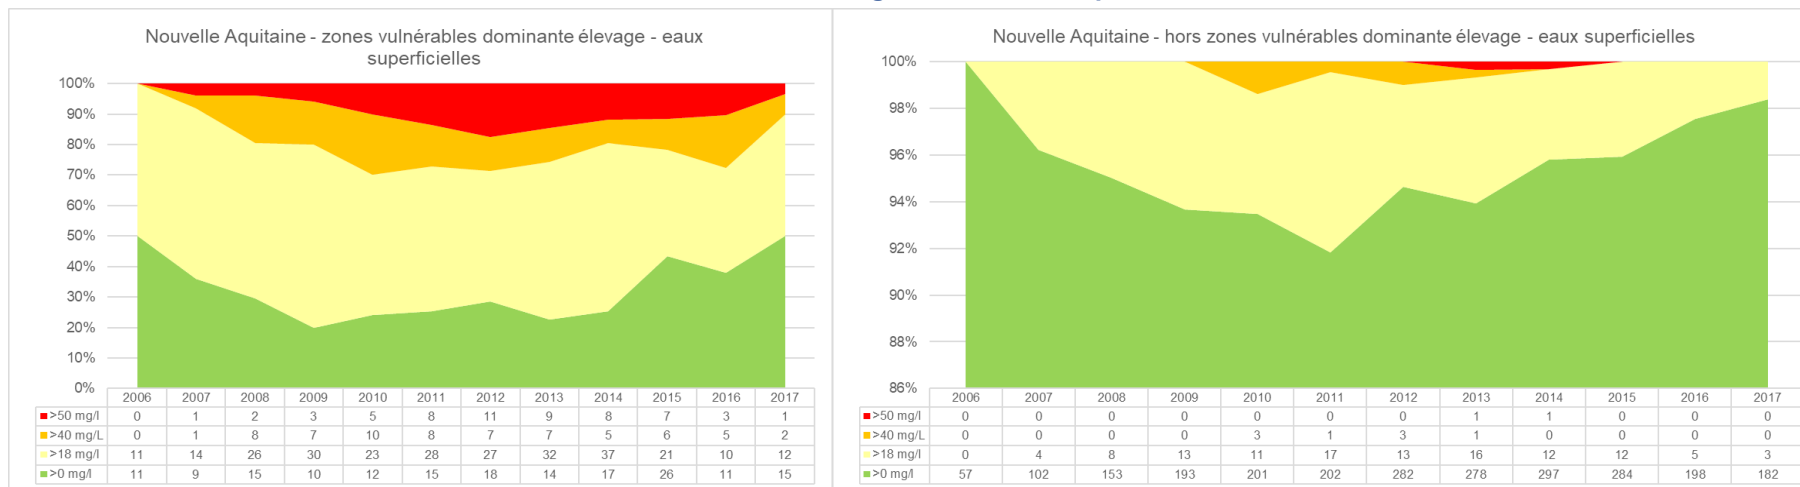 Nouvelle Aquitaine - zones vulnérables dominante élevage - eaux
superficielles
100%
90%
80%
70%
60%
50%
40%
30%
20%
10%
0%
2006 2007 2008 2009 2010 2011 2012 2013 2014 2015 2016 2017
>50 mg/l 0 1 2 3 5 8 11 9 8 7 3 1
>40 mg/L 0 1 8 7 10 8 7 7 5 6 5 2
>18 mg/l 11 14 26 30 23 28 27 32 37 21 10 12
>0 mg/l 11 9 15 10 12 15 18 14 17 26 11 15
Nouvelle Aquitaine - hors zones vulnérables dominante élevage - eaux superficielles
100%
98%
96%
94%
92%
90%
88%
86%
2006 2007 2008 2009 2010 2011 2012 2013 2014 2015 2016 2017
>50 mg/l 0 0 0 0 0 0 0 1 1 0 0 0
>40 mg/L 0 0 0 0 3 1 3 1 0 0 0 0
>18 mg/l 0 4 8 13 11 17 13 16 12 12 5 3
>0 mg/l 57 102 153 193 201 202 282 278 297 284 198 182